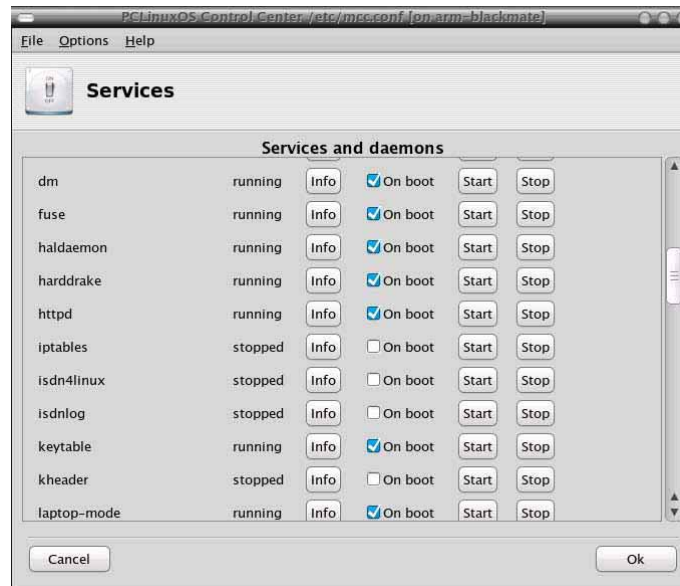 PCLinuxOS Control Center /etc/mcc.conf [on arm-blackmate]
File Options Help
ON
OFF
Services
Services and daemons
dm running Info On boot Start Stop
fuse running Info On boot Start Stop
haldaemon running Info On boot Start Stop
harddrake running Info On boot Start Stop
httpd running Info On boot Start Stop
iptables stopped Info On boot Start Stop
isdn4linux stopped Info On boot Start Stop
isdnlog stopped Info On boot Start Stop
keytable running Info On boot Start Stop
kheader stopped Info On boot Start Stop
laptop-mode running Info On boot Start Stop
Cancel Ok